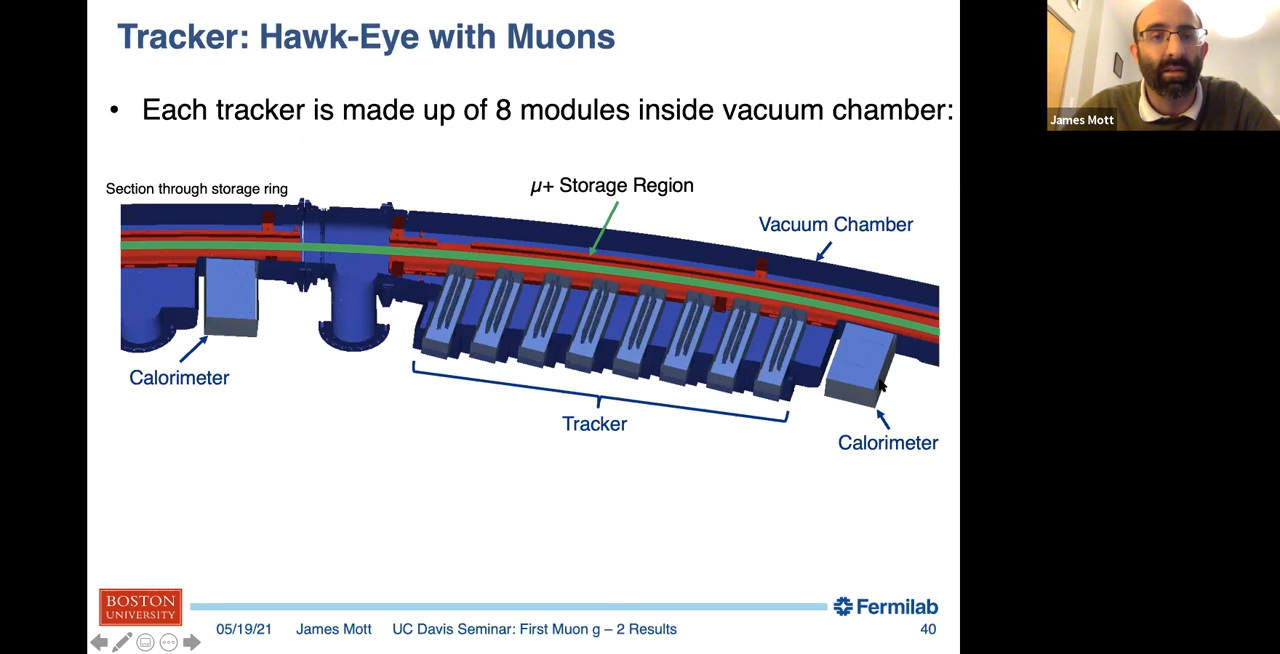 Tracker: Hawk-Eye with Muons
• Each tracker is made up of 8 modules inside vacuum chamber:
Section through storage ring
μ+ Storage Region
Vacuum Chamber
Calorimeter
Tracker
Calorimeter
BOSTON
UNIVERSITY
Fermilab
05/19/21 James Mott UC Davis Seminar: First Muon g – 2 Results 40
James Mott